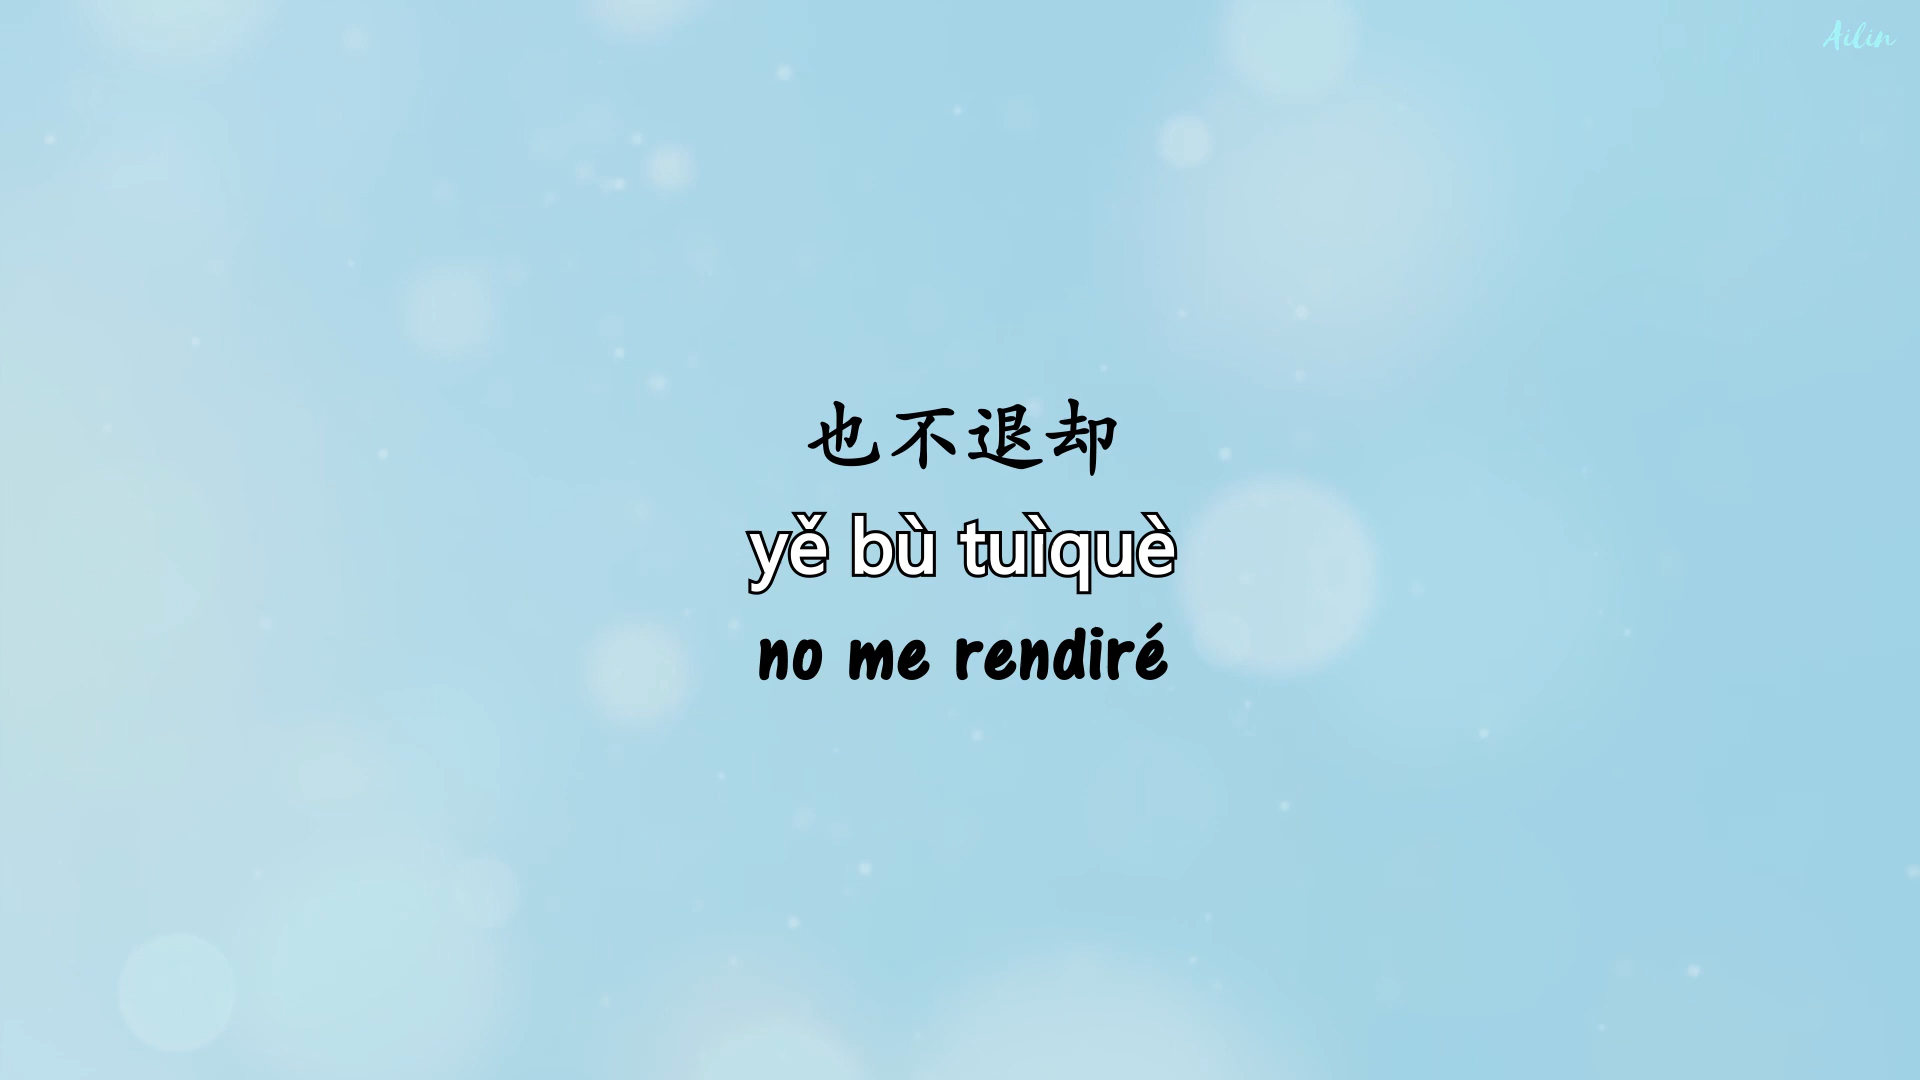 Ailin
也不退却
yě bù tuìquè
no me rendiré